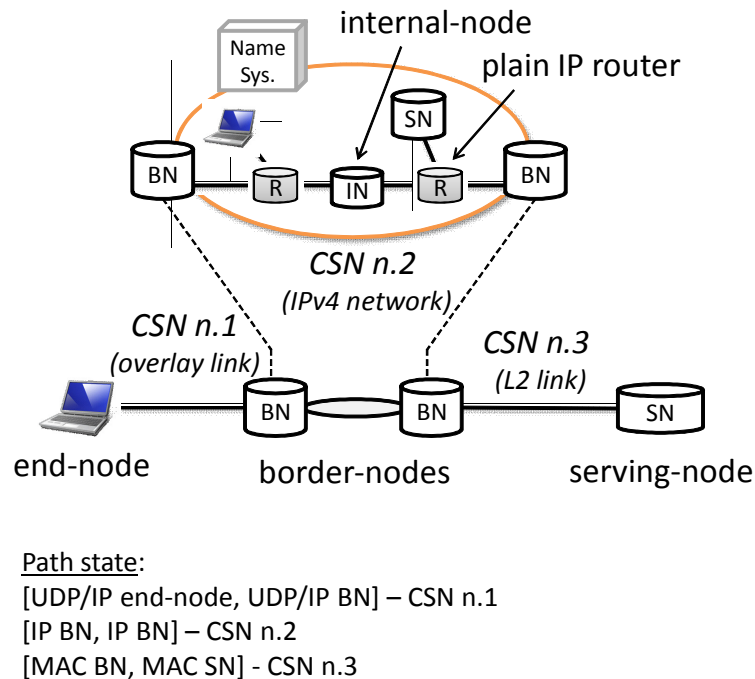 internal-node
Name
Sys.
plain IP router
SN
BN
R
IN
R
BN
CSN n.2
(IPv4 network)
CSN n.1
(overlay link)
CSN n.3
(L2 link)
BN
BN
SN
end-node
border-nodes
serving-node
Path state:
[UDP/IP end-node, UDP/IP BN] – CSN n.1
[IP BN, IP BN] – CSN n.2
[MAC BN, MAC SN] - CSN n.3